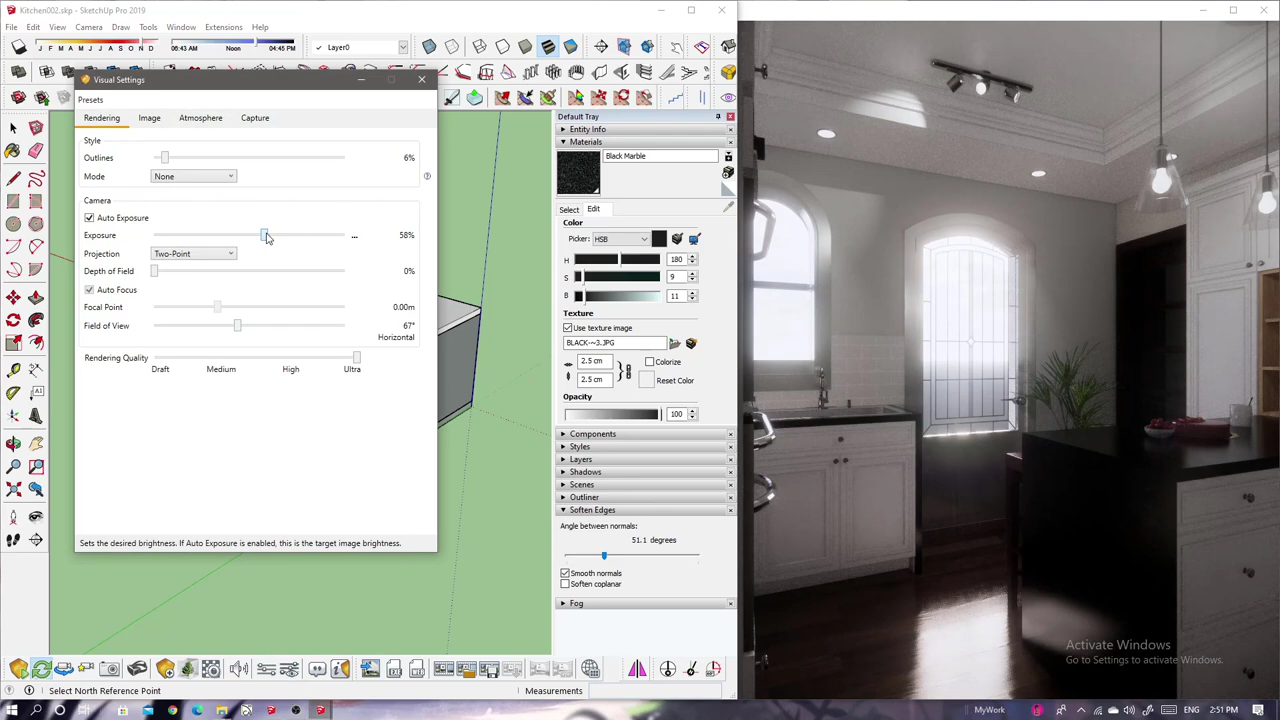 Kitchen002.skp - SketchUp Pro 2019
File Edit View Camera Draw Tools Window Extensions Help
J F M A M J J A S O N D
06:43 AM Noon 04:45 PM
Layer0
Visual Settings
Presets
Rendering Image Atmosphere Capture
Style
Outlines 6%
Mode None
Camera
Auto Exposure
Exposure ... 58%
Projection Two-Point
Depth of Field 0%
Auto Focus
Focal Point 0.00m
Field of View 67°
Horizontal
Rendering Quality
Draft Medium High Ultra
Sets the desired brightness. If Auto Exposure is enabled, this is the target image brightness.
Default Tray
Entity Info
Materials
Black Marble
Select Edit
Color
Picker: HSB
H 180
S 9
B 11
Texture
Use texture image
BLACK-~3.JPG
2.5 cm
Colorize
2.5 cm
Reset Color
Opacity
100
Components
Styles
Layers
Shadows
Scenes
Outliner
Soften Edges
Angle between normals:
51.1 degrees
Smooth normals
Soften coplanar
Fog
Activate Windows
Go to Settings to activate Windows.
Select North Reference Point
Measurements
MyWork
ENG 2:51 PM